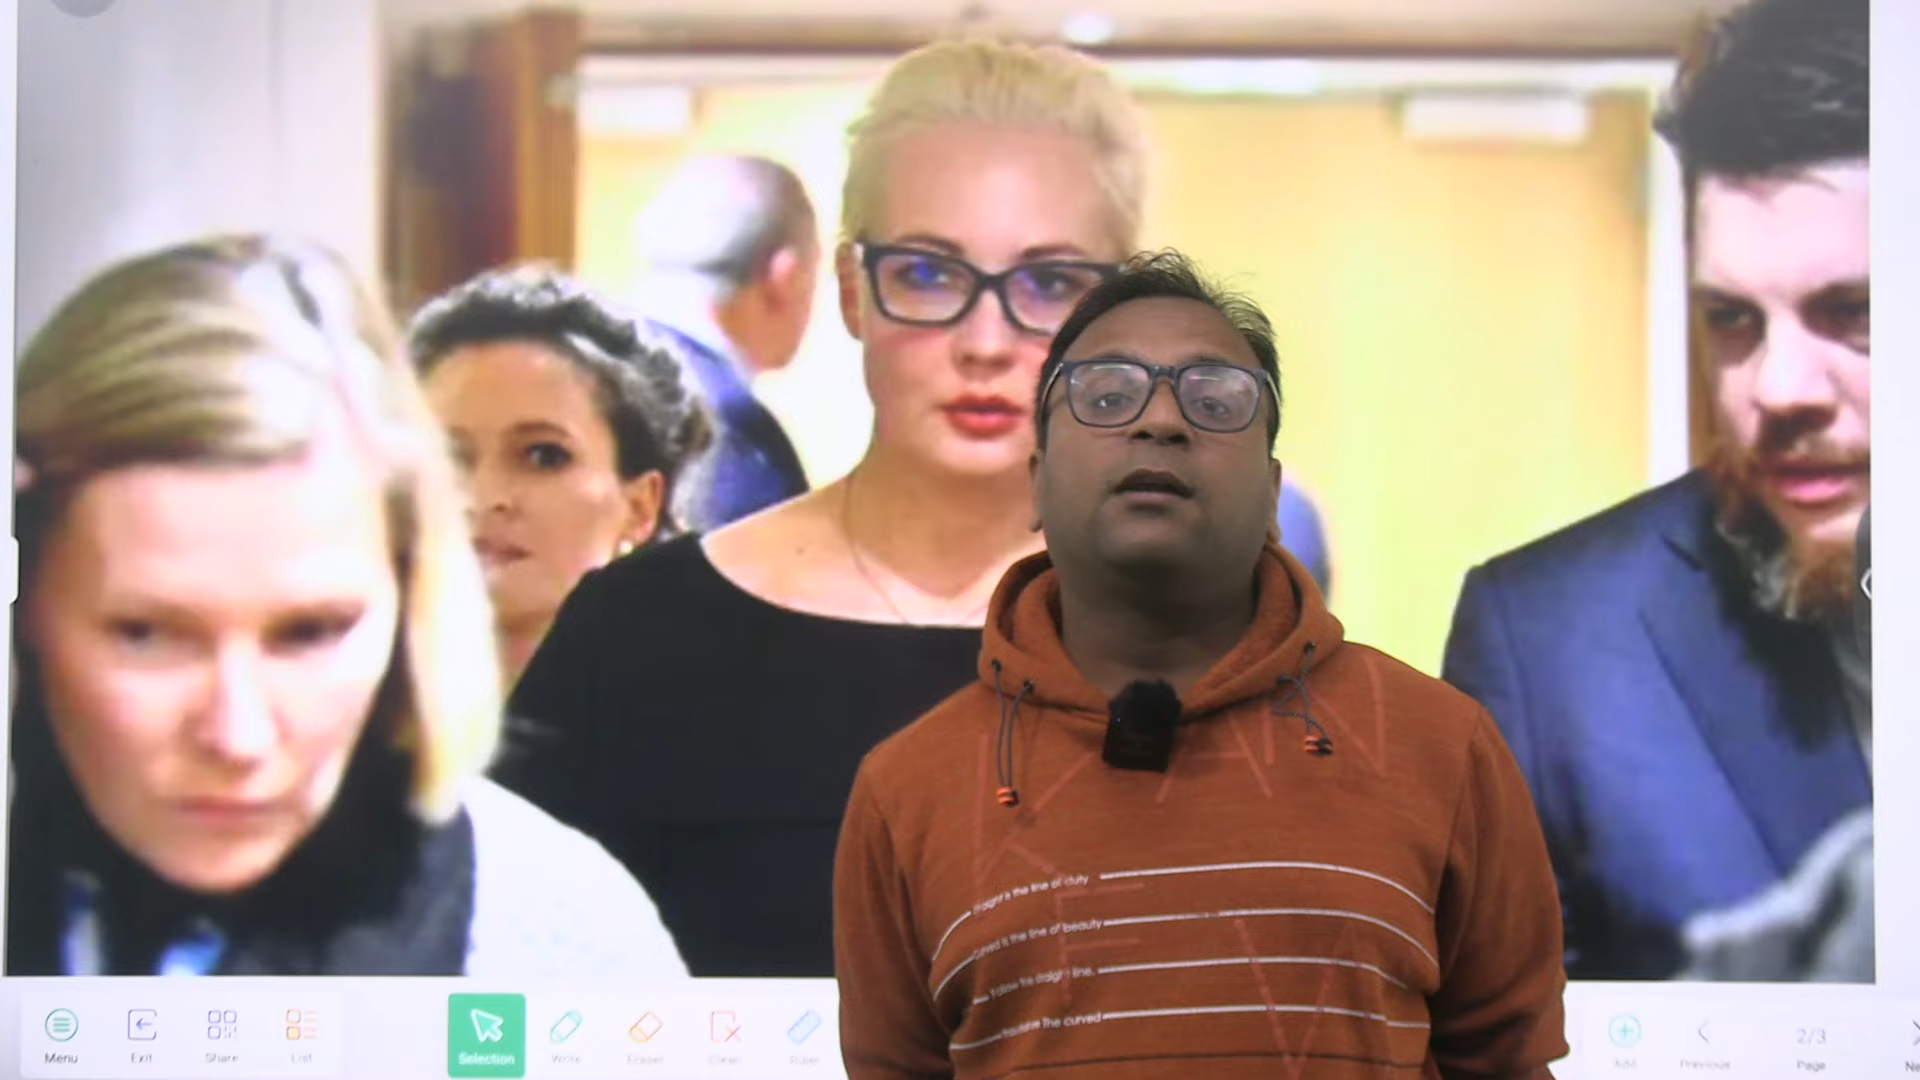 Straight is the line of duty
Curved is the line of beauty
Follow the straight line,
the curved
Menu
Exit
Share
List
Selection
Write
Eraser
Clear
Ruler
Add
Previous
2/3
Page